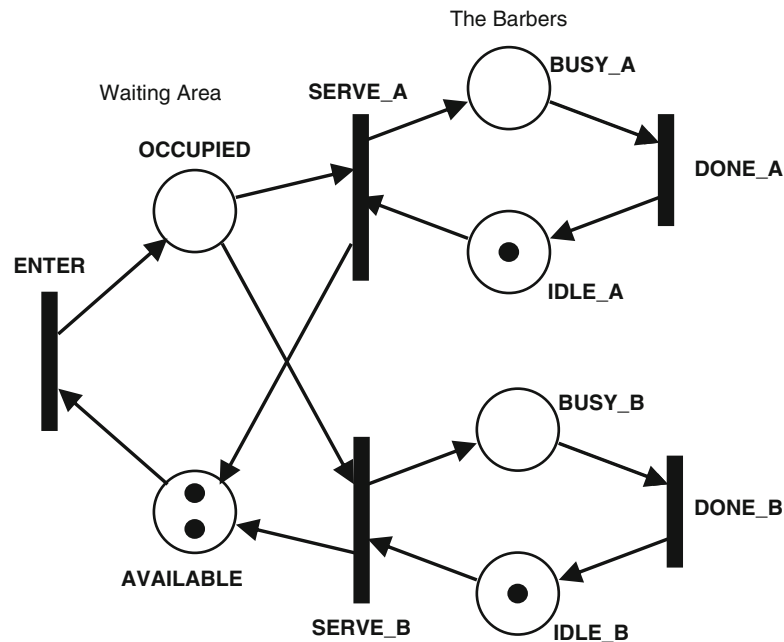 The Barbers
BUSY_A
Waiting Area
SERVE_A
OCCUPIED
DONE_A
ENTER
IDLE_A
BUSY_B
DONE_B
AVAILABLE
SERVE_B
IDLE_B